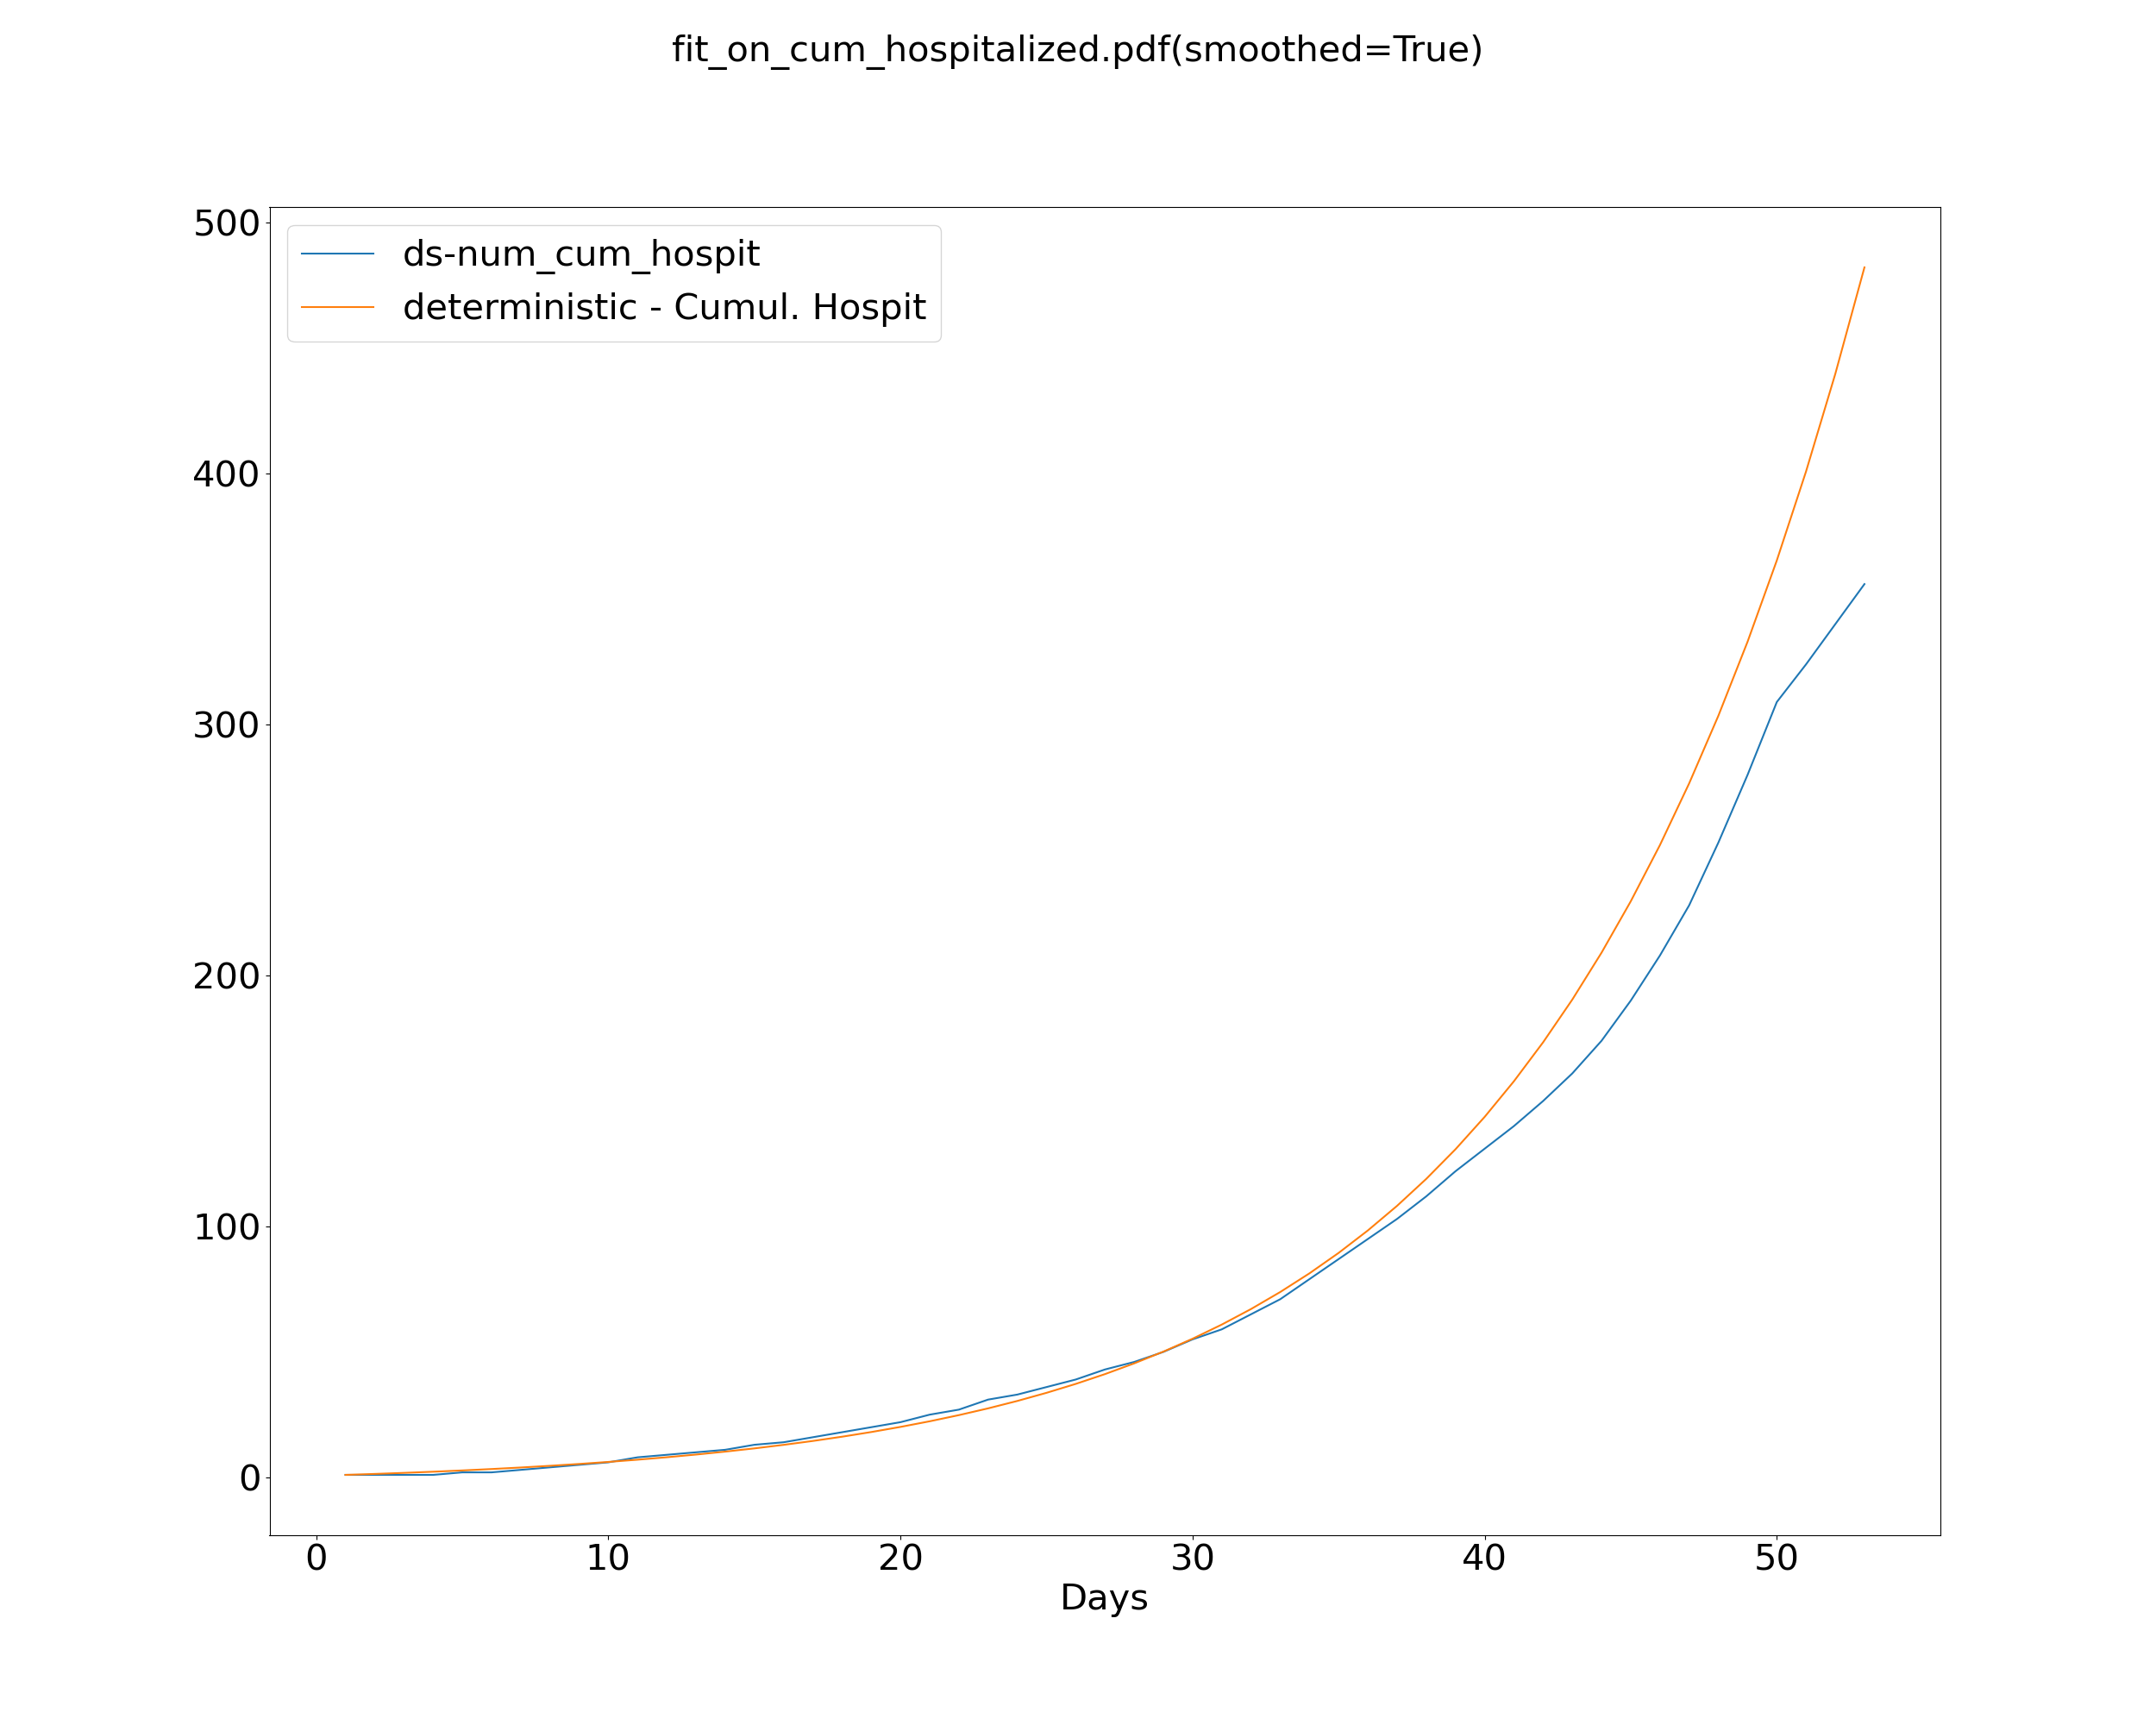 fit_on_cum_hospitalized.pdf(smoothed=True)
500
400
300
200
100
0
ds-num_cum_hospit
deterministic - Cumul. Hospit
0 10 20 30 40 50
Days